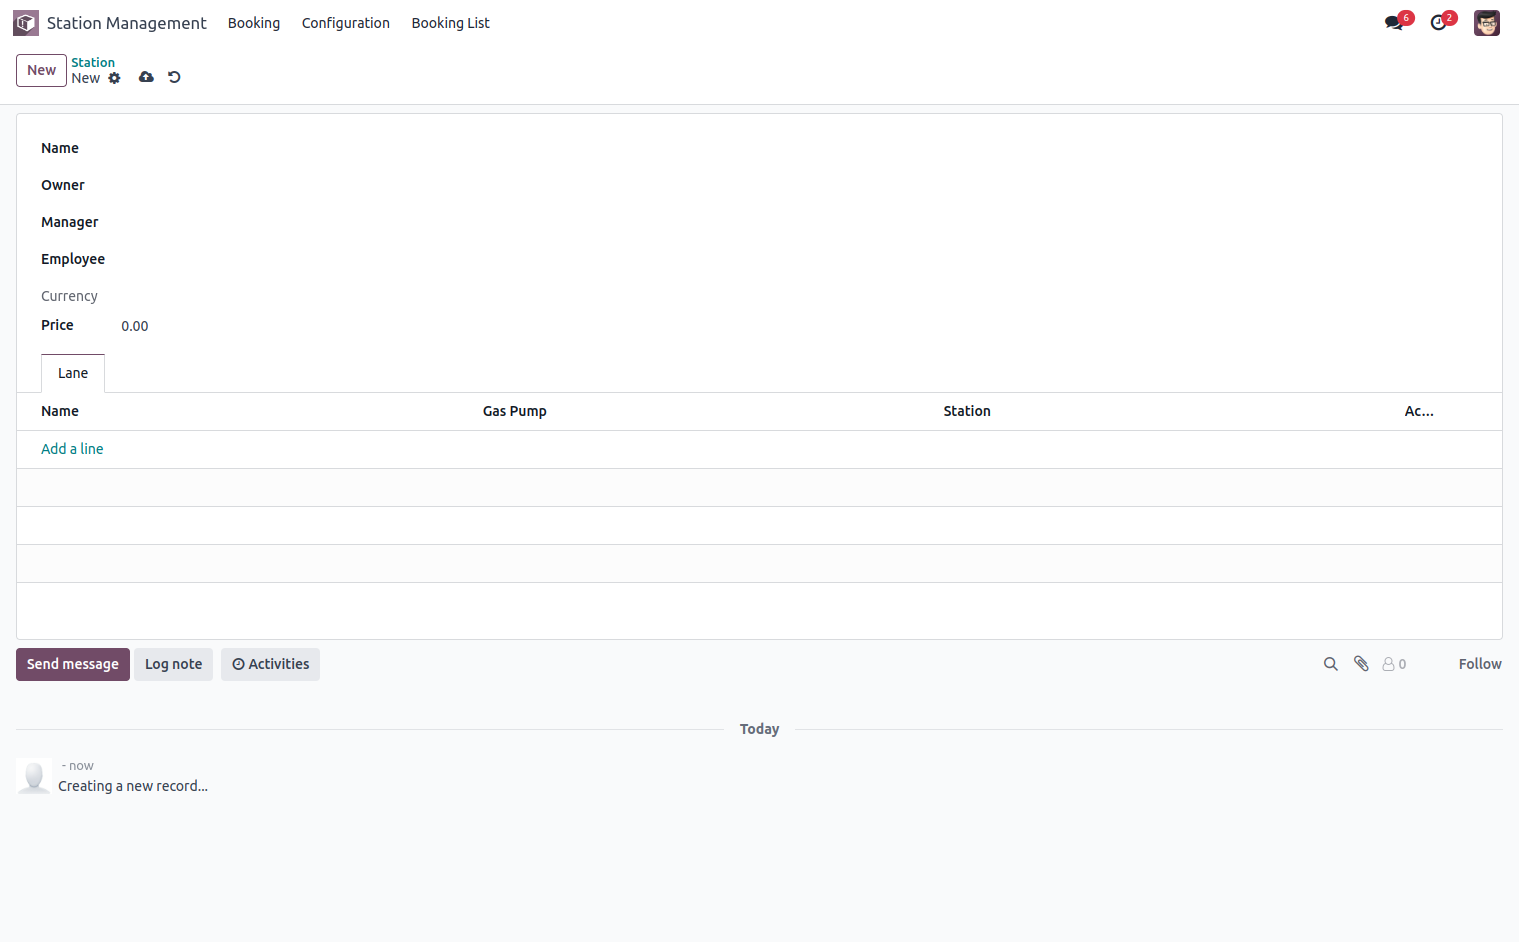 Station Management Booking Configuration Booking List 6 2
New Station
New
Name
Owner
Manager
Employee
Currency
Price 0.00
Lane
Name Gas Pump Station Ac...
Add a line
Send message Log note Activities 0 Follow
Today
- now
Creating a new record...